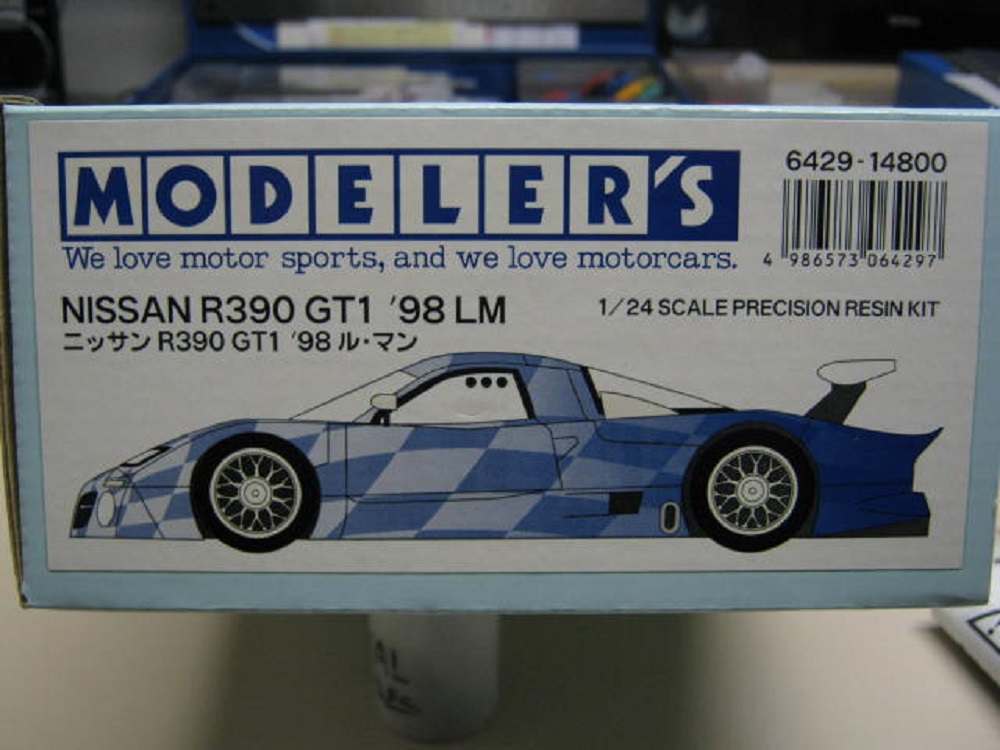 MODELER'S
We love motor sports, and we love motorcars.
6429-14800
4 986573 064297
NISSAN R390 GT1 '98 LM
1/24 SCALE PRECISION RESIN KIT
ニッサン R390 GT1 '98 ル・マン
AL